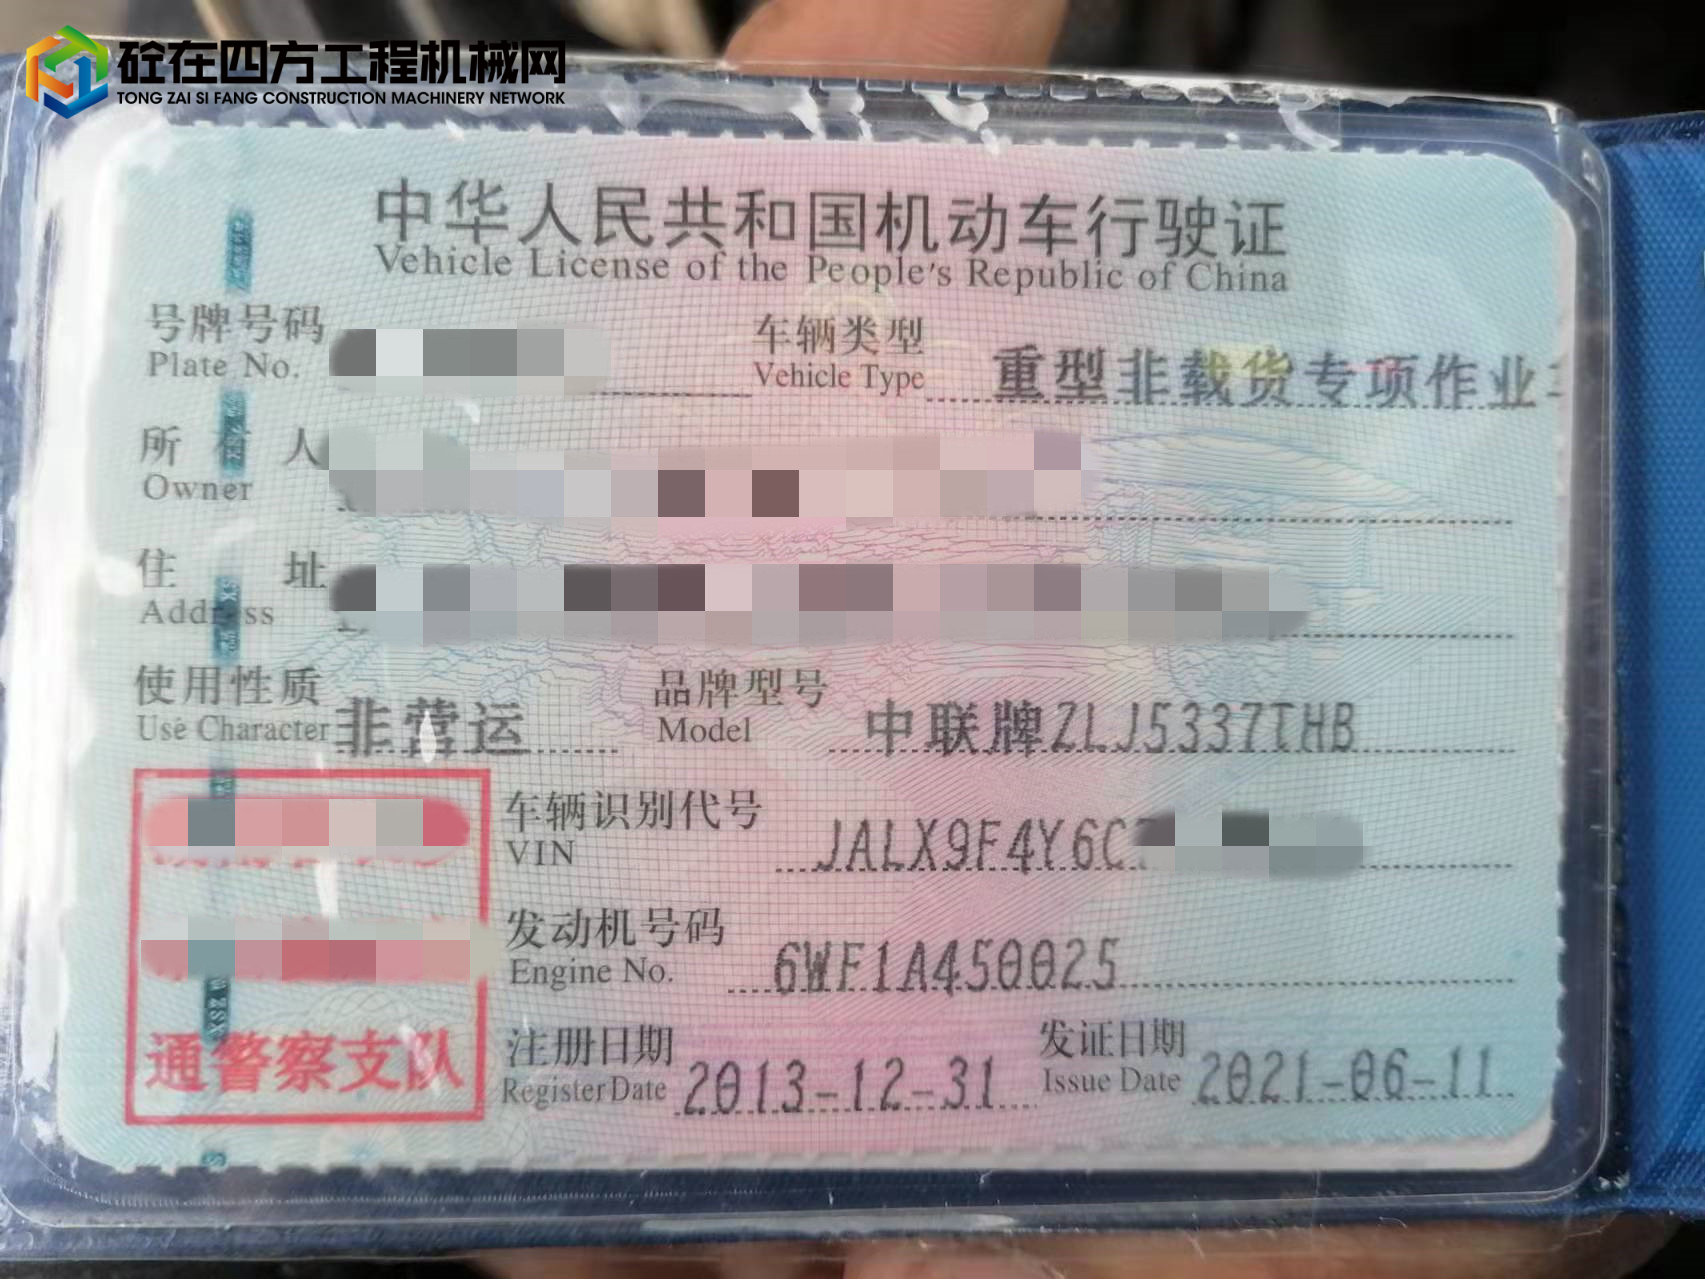 砼在四方工程机械网
TONG ZAI SI FANG CONSTRUCTION MACHINERY NETWORK
中华人民共和国机动车行驶证
Vehicle License of the People's Republic of China
号牌号码
Plate No.
车辆类型 重型非载货专项作业
Vehicle Type
所 有 人
Owner
住 址
Address
使用性质 非营运
Use Character
品牌型号 中联牌ZLJ5337THB
Model
车辆识别代号 JALX9F4Y6C
VIN
发动机号码 6WF1A450025
Engine No.
通警察支队
注册日期 2013-12-31
Register Date
发证日期 2021-06-11
Issue Date